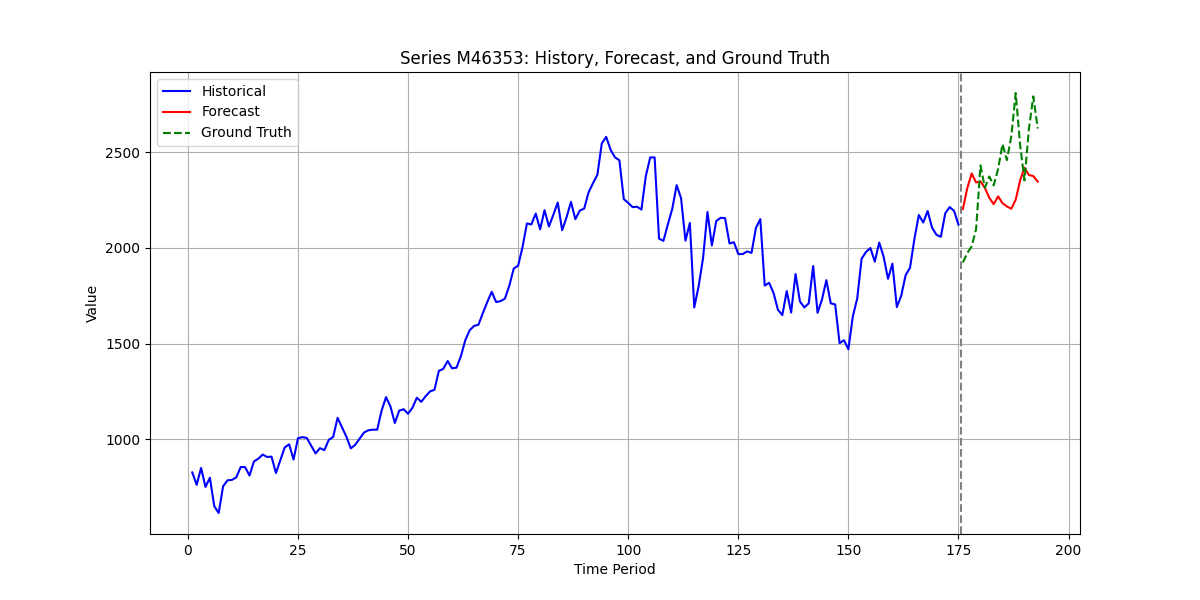 Series M46353: History, Forecast, and Ground Truth
Historical
Forecast
Ground Truth
Value
2500
2000
1500
1000
0 25 50 75 100 125 150 175 200
Time Period